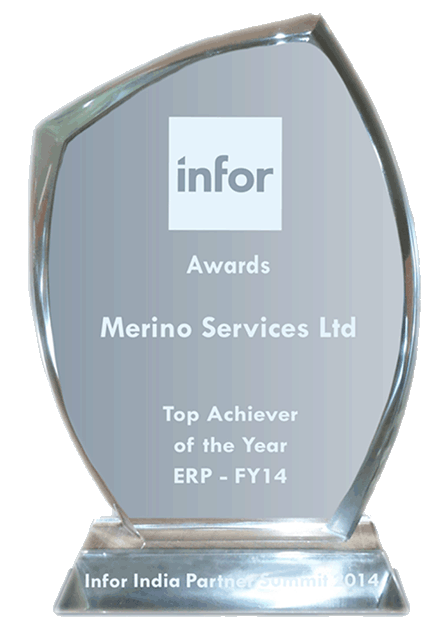 infor
Awards
Merino Services Ltd
Top Achiever
of the Year
ERP - FY14
Infor India Partner Summit 2014